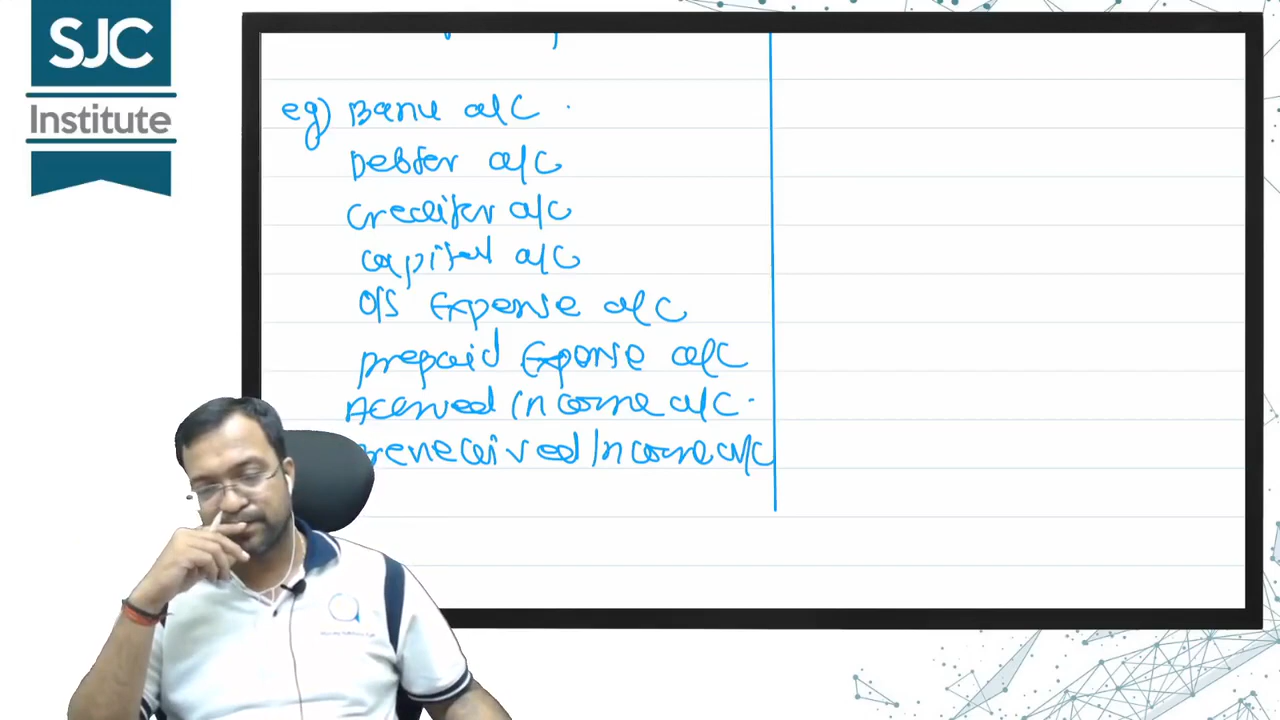 SJC
Institute
eg) Bank a/c
Debtor a/c
Creditor a/c
capital a/c
O/S Expense a/c
prepaid Expense a/c
Accrued Income a/c.
prereceived Income a/c